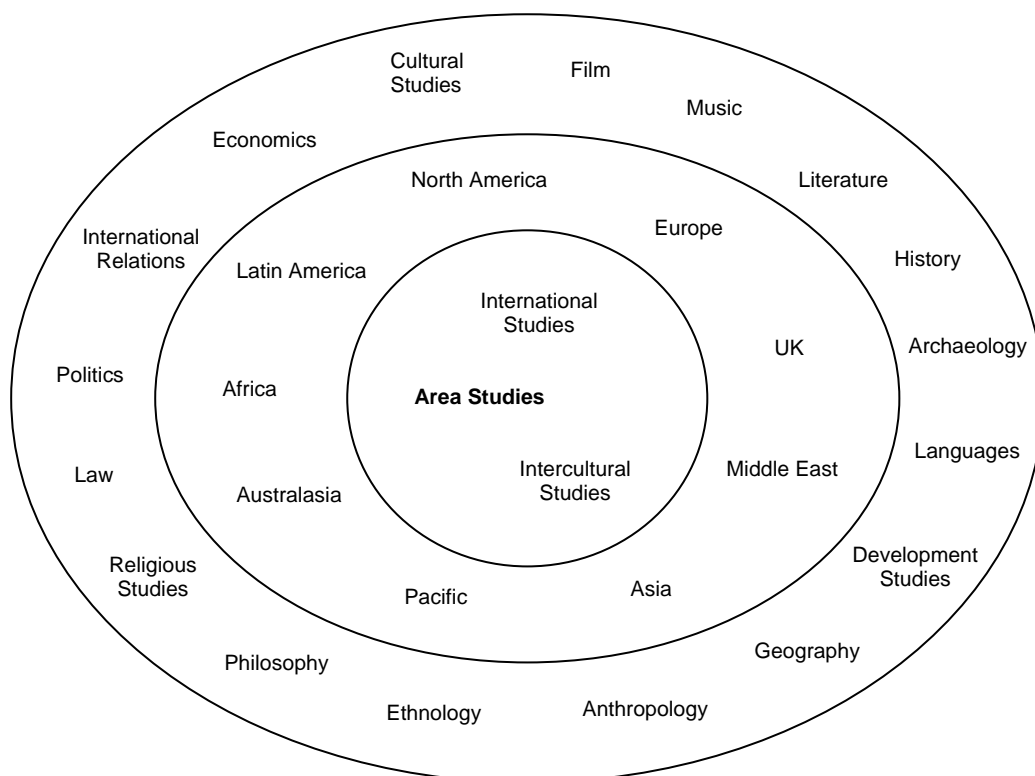 Cultural
Studies
Film
Music
Economics
North America
Literature
Europe
International
Relations
History
Latin America
International
Studies
UK
Archaeology
Politics
Africa
Area Studies
Languages
Law
Intercultural
Studies
Middle East
Australasia
Religious
Studies
Development
Studies
Pacific
Asia
Geography
Philosophy
Ethnology
Anthropology